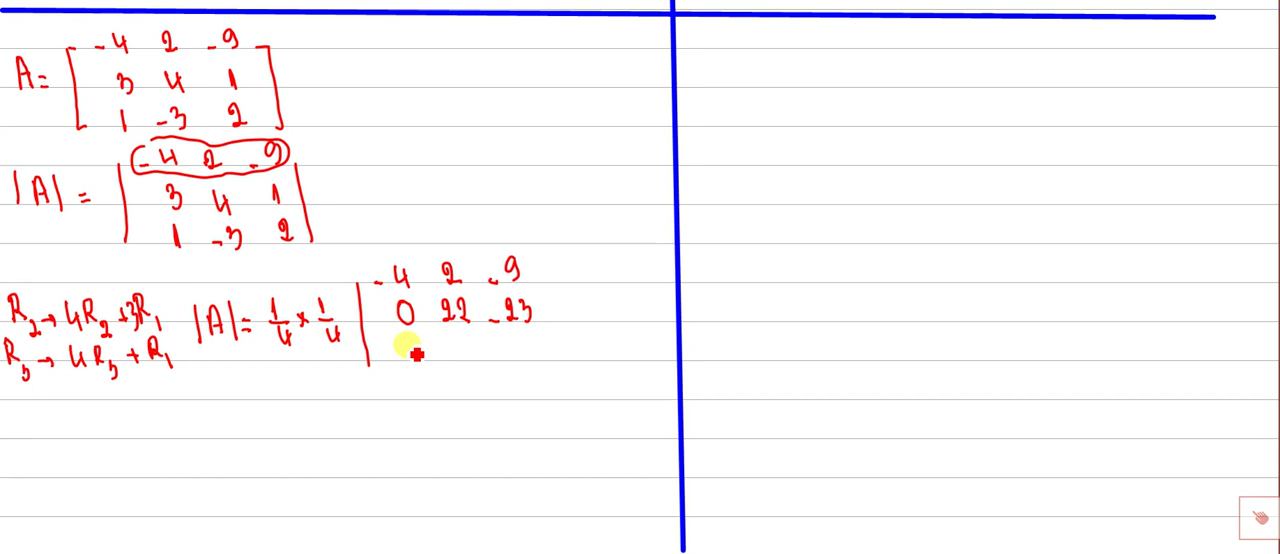 A = [ -4 2 -9
3 4 1
1 -3 2 ]
|A| = | -4 2 -9
3 4 1
1 -3 2 |
R2 → 4R2 + 3R1 |A| = 1/4 × 1/4 | -4 2 -9
R3 → 4R3 + R1 0 22 -23